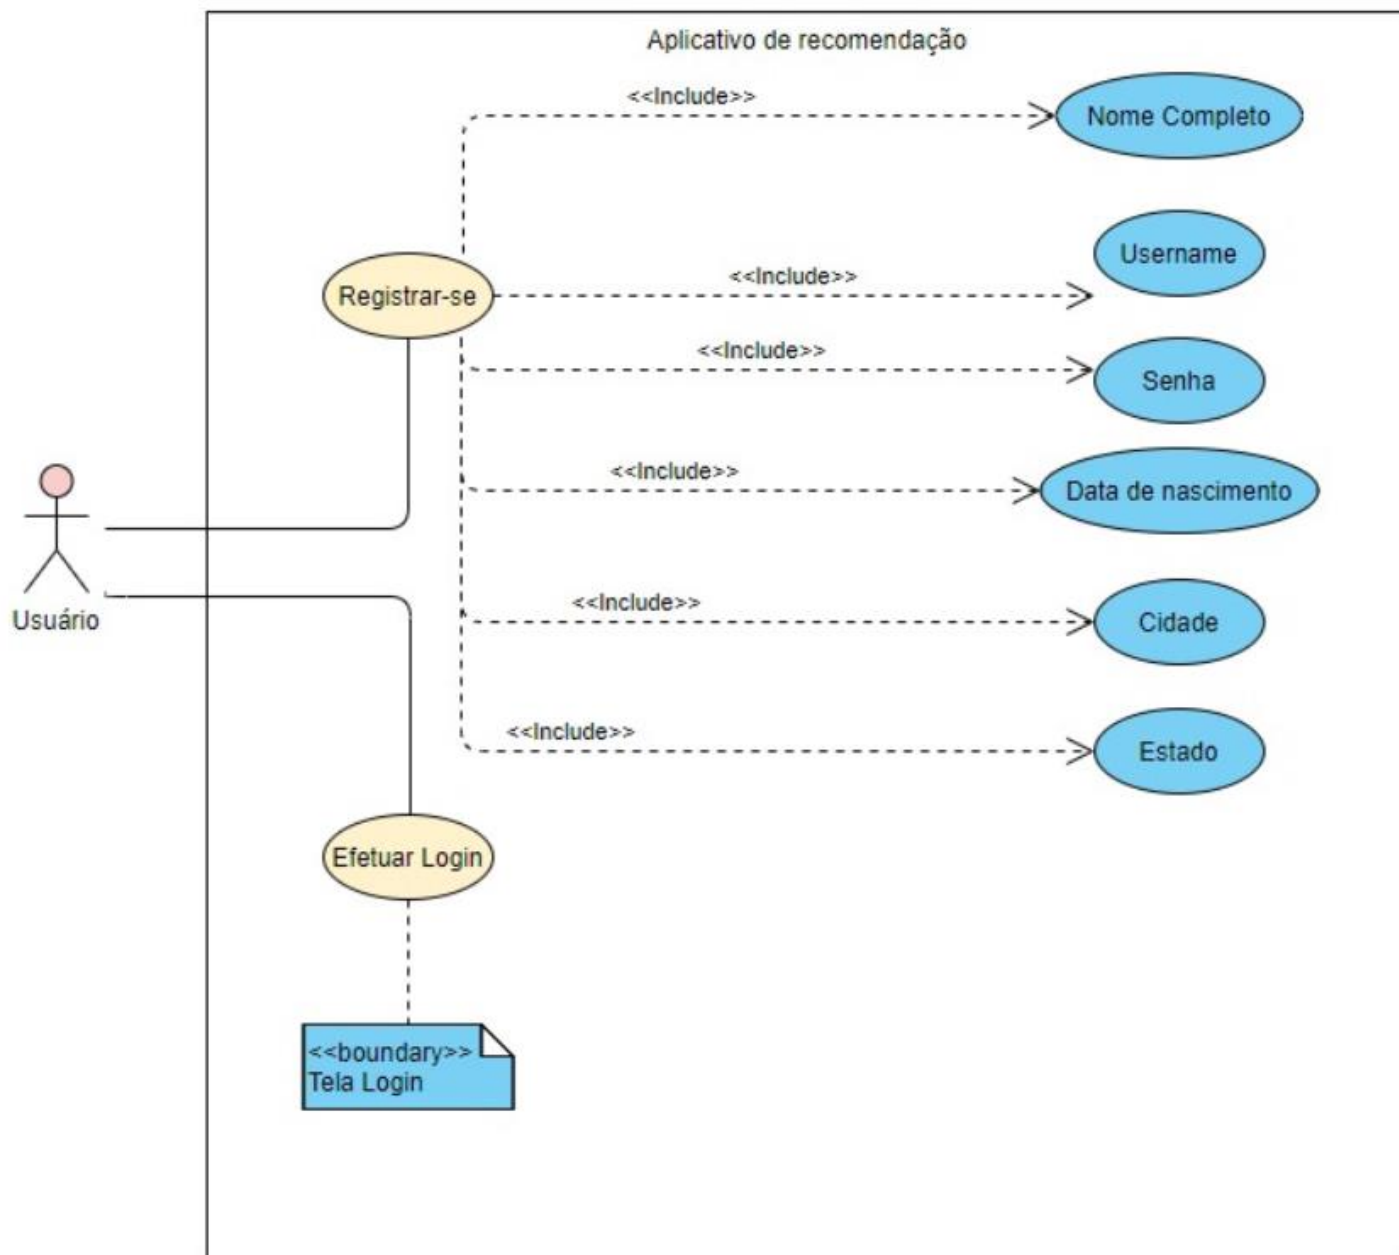 Aplicativo de recomendação
<<Include>>
Nome Completo
Username
<<Include>>
Registrar-se
<<Include>>
Senha
<<Include>>
Data de nascimento
Usuário
<<Include>>
Cidade
<<Include>>
Estado
Efetuar Login
<<boundary>>
Tela Login